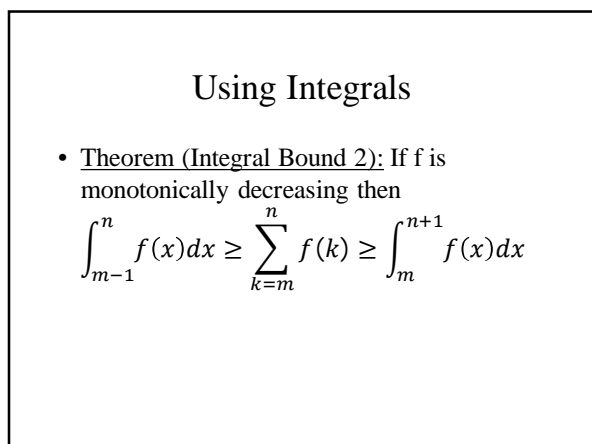 Using Integrals
• Theorem (Integral Bound 2): If f is
monotonically decreasing then
∫_{m−1}^{n} f(x)dx ≥ ∑_{k=m}^{n} f(k) ≥ ∫_{m}^{n+1} f(x)dx